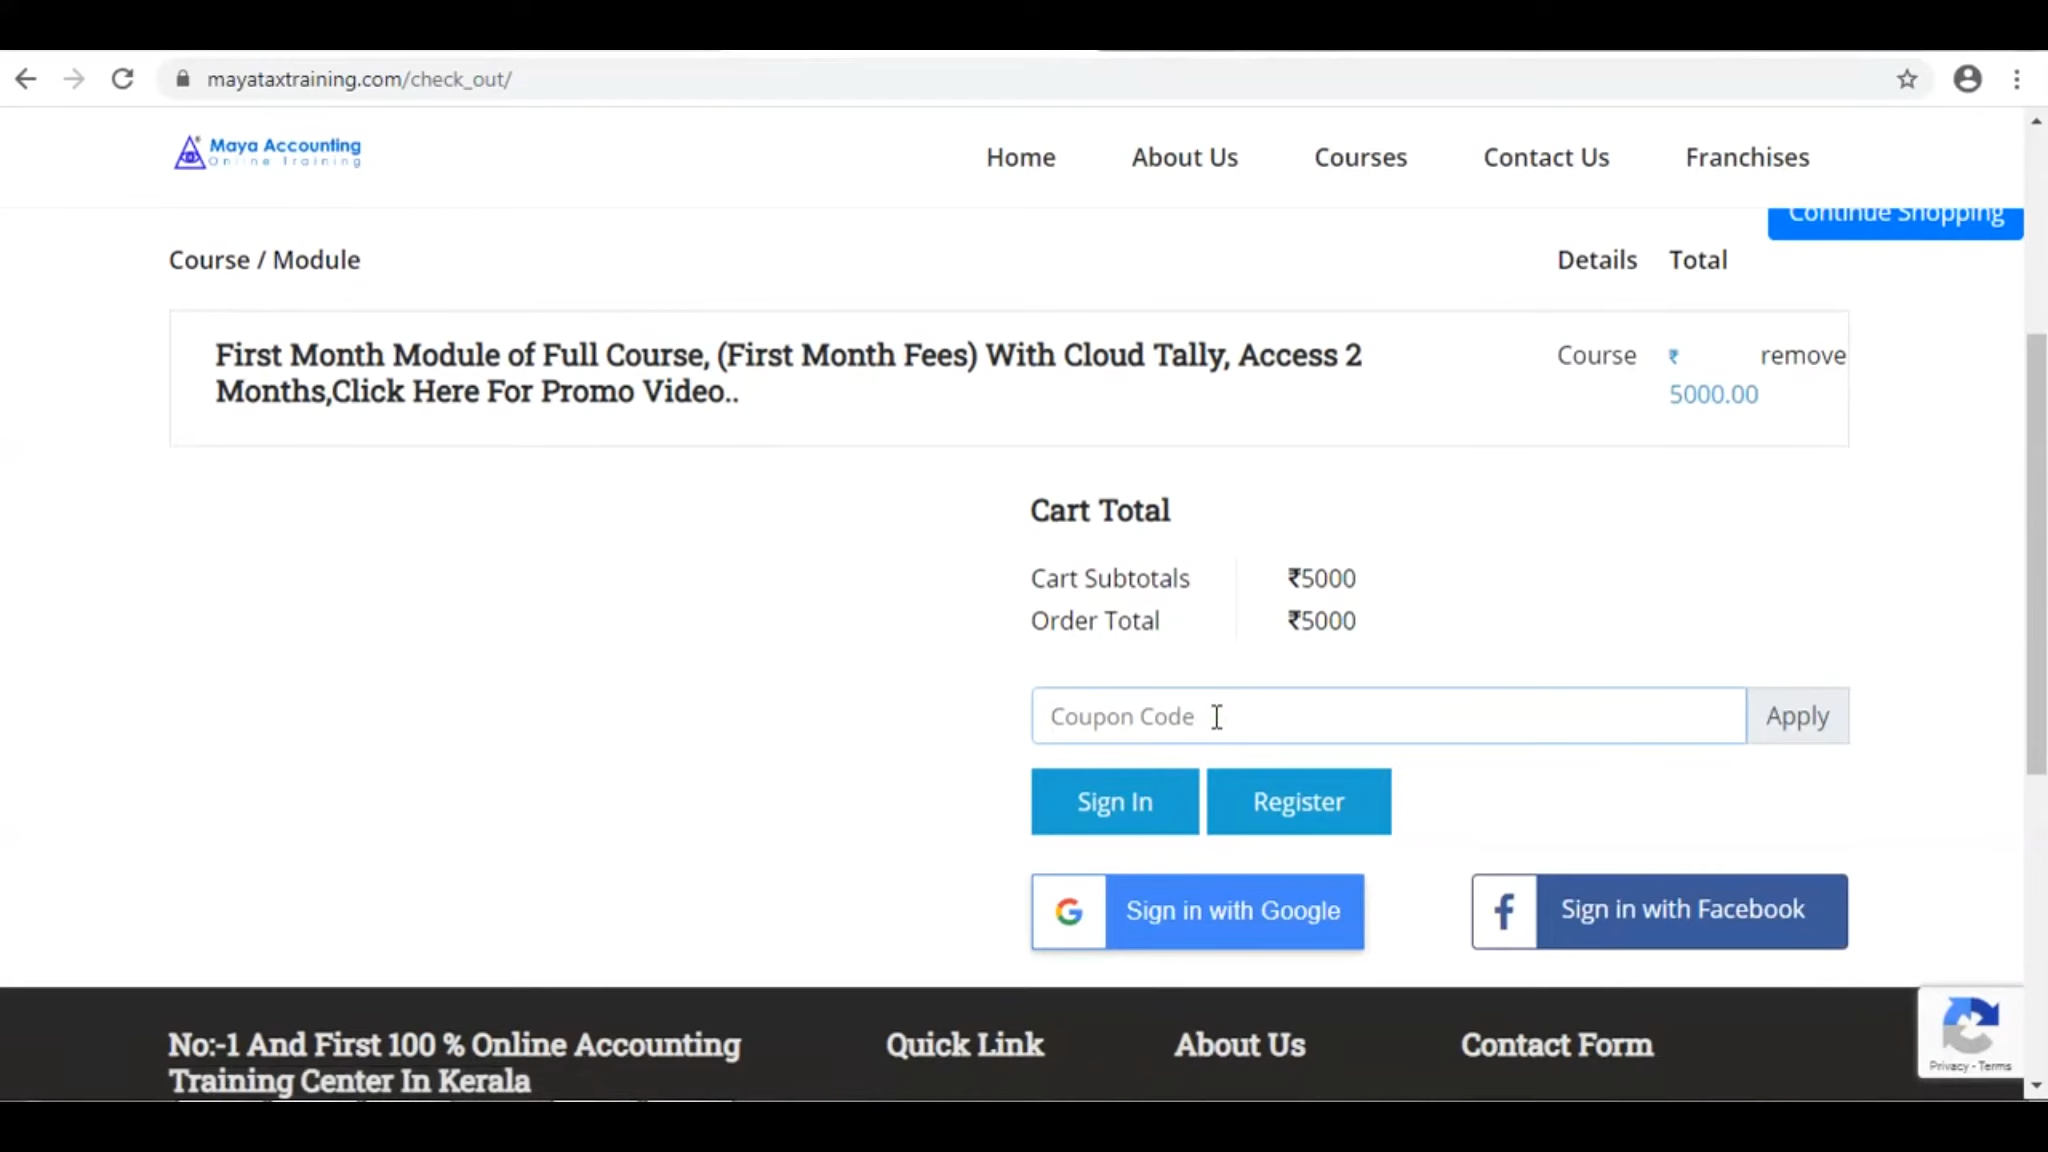 mayataxtraining.com/check_out/
Maya Accounting
Online Training
Home About Us Courses Contact Us Franchises
Continue Shopping
Course / Module Details Total
First Month Module of Full Course, (First Month Fees) With Cloud Tally, Access 2 Course ₹ remove
Months,Click Here For Promo Video.. 5000.00
Cart Total
Cart Subtotals ₹5000
Order Total ₹5000
Coupon Code Apply
Sign In Register
G Sign in with Google f Sign in with Facebook
No:-1 And First 100 % Online Accounting Quick Link About Us Contact Form
Training Center In Kerala
Privacy - Terms